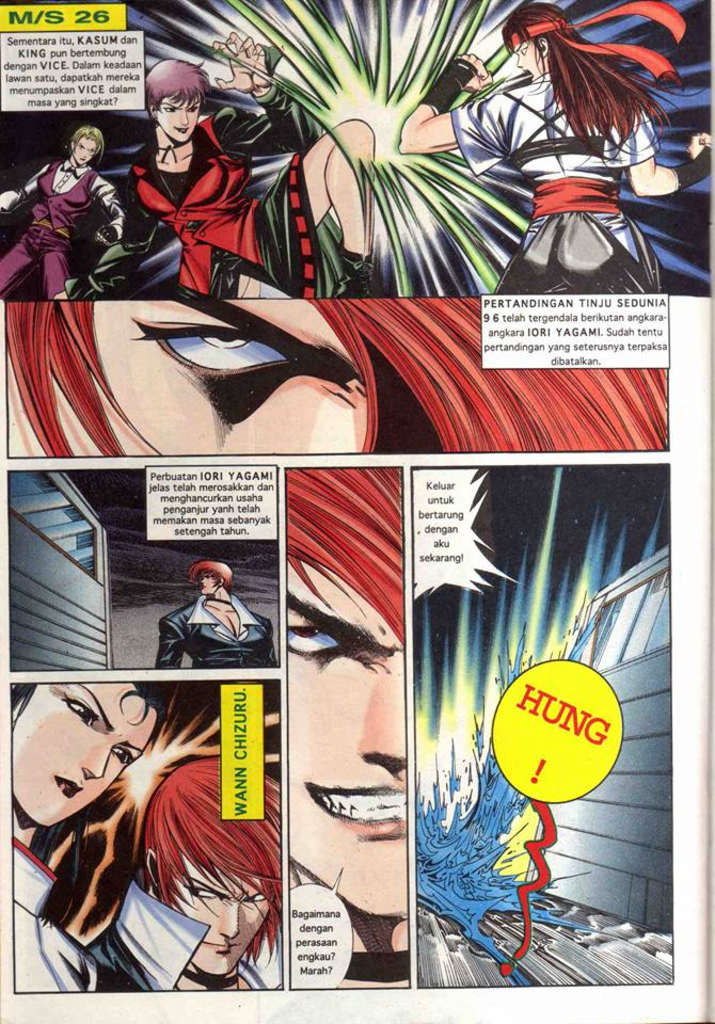 M/S 26
Sementara itu, KASUM dan
KING pun bertembung
dengan VICE. Dalam keadaan
lawan satu, dapatkah mereka
menumpaskan VICE dalam
masa yang singkat?
PERTANDINGAN TINJU SEDUNIA
96 telah tergendala berikutan angkara-
angkara IORI YAGAMI. Sudah tentu
pertandingan yang seterusnya terpaksa
dibatalkan.
Perbuatan IORI YAGAMI
jelas telah merosakkan dan
menghancurkan usaha
penganjur yanh telah
memakan masa sebanyak
setengah tahun.
WANN CHIZURU.
Bagaimana
dengan
perasaan
engkau?
Marah?
Keluar
untuk
bertarung
, dengan
aku
sekarang!
HUNG
!